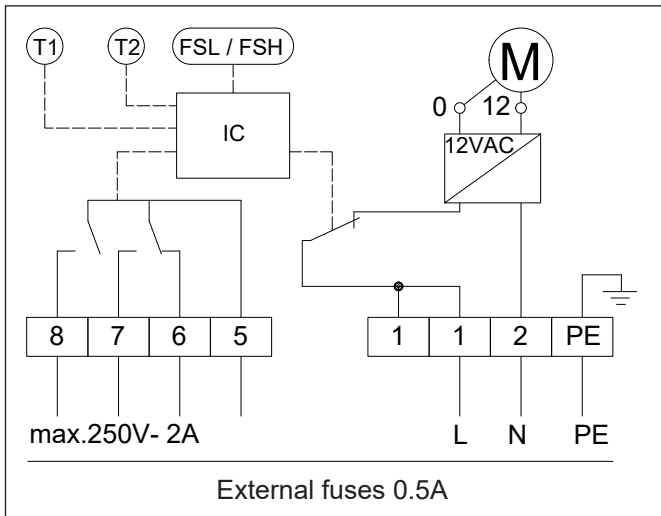 T1 T2 FSL / FSH M
0 12
IC 12VAC
8 7 6 5 1 1 2 PE
max.250V- 2A L N PE
External fuses 0.5A